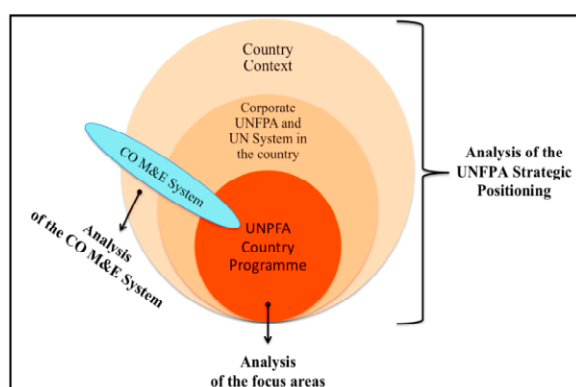 Country
Context
Corporate
UNFPA and
UN System in
the country
CO M&E System
UNPFA
Country
Programme
Analysis of the
UNFPA Strategic
Positioning
Analysis
of the CO M&E System
Analysis
of the focus areas